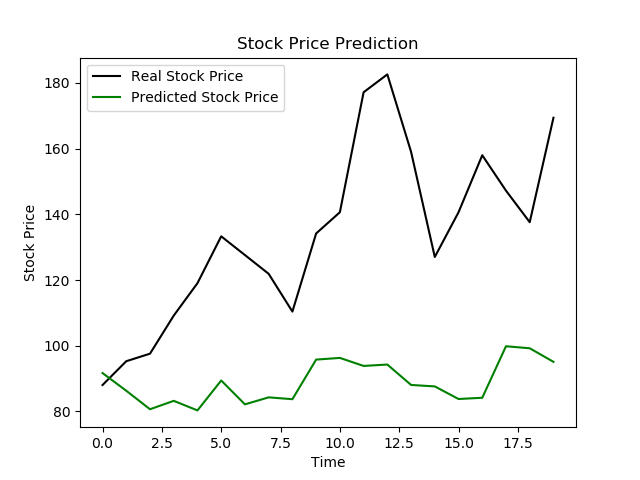 Stock Price Prediction
Real Stock Price
Predicted Stock Price
180
160
140
120
100
80
Stock Price
0.0 2.5 5.0 7.5 10.0 12.5 15.0 17.5
Time